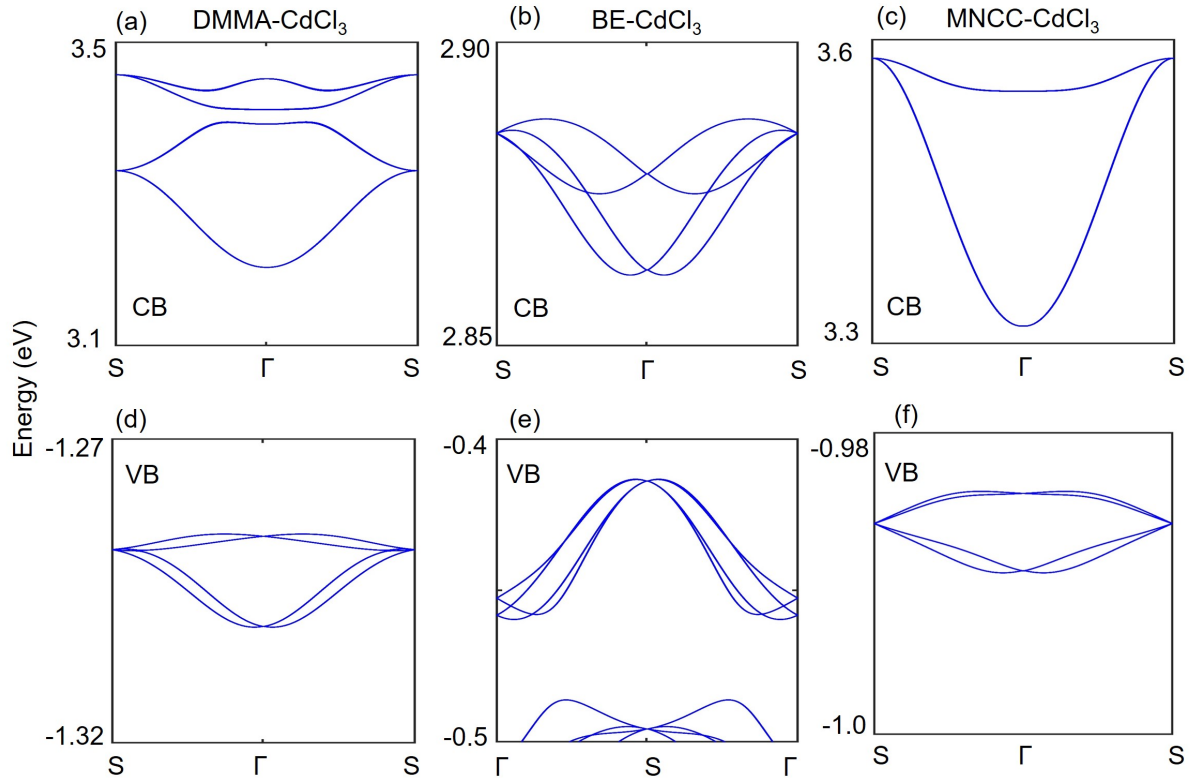 (a) DMMA-CdCl₃
(b) BE-CdCl₃
(c) MNCC-CdCl₃
Energy (eV)
3.5
3.1
CB
S Γ S
2.90
2.85
CB
S Γ S
3.6
3.3
CB
S Γ S
(d)
-1.27
-1.32
VB
S Γ S
(e)
-0.4
-0.5
VB
Γ S Γ
(f)
-0.98
-1.0
VB
S Γ S